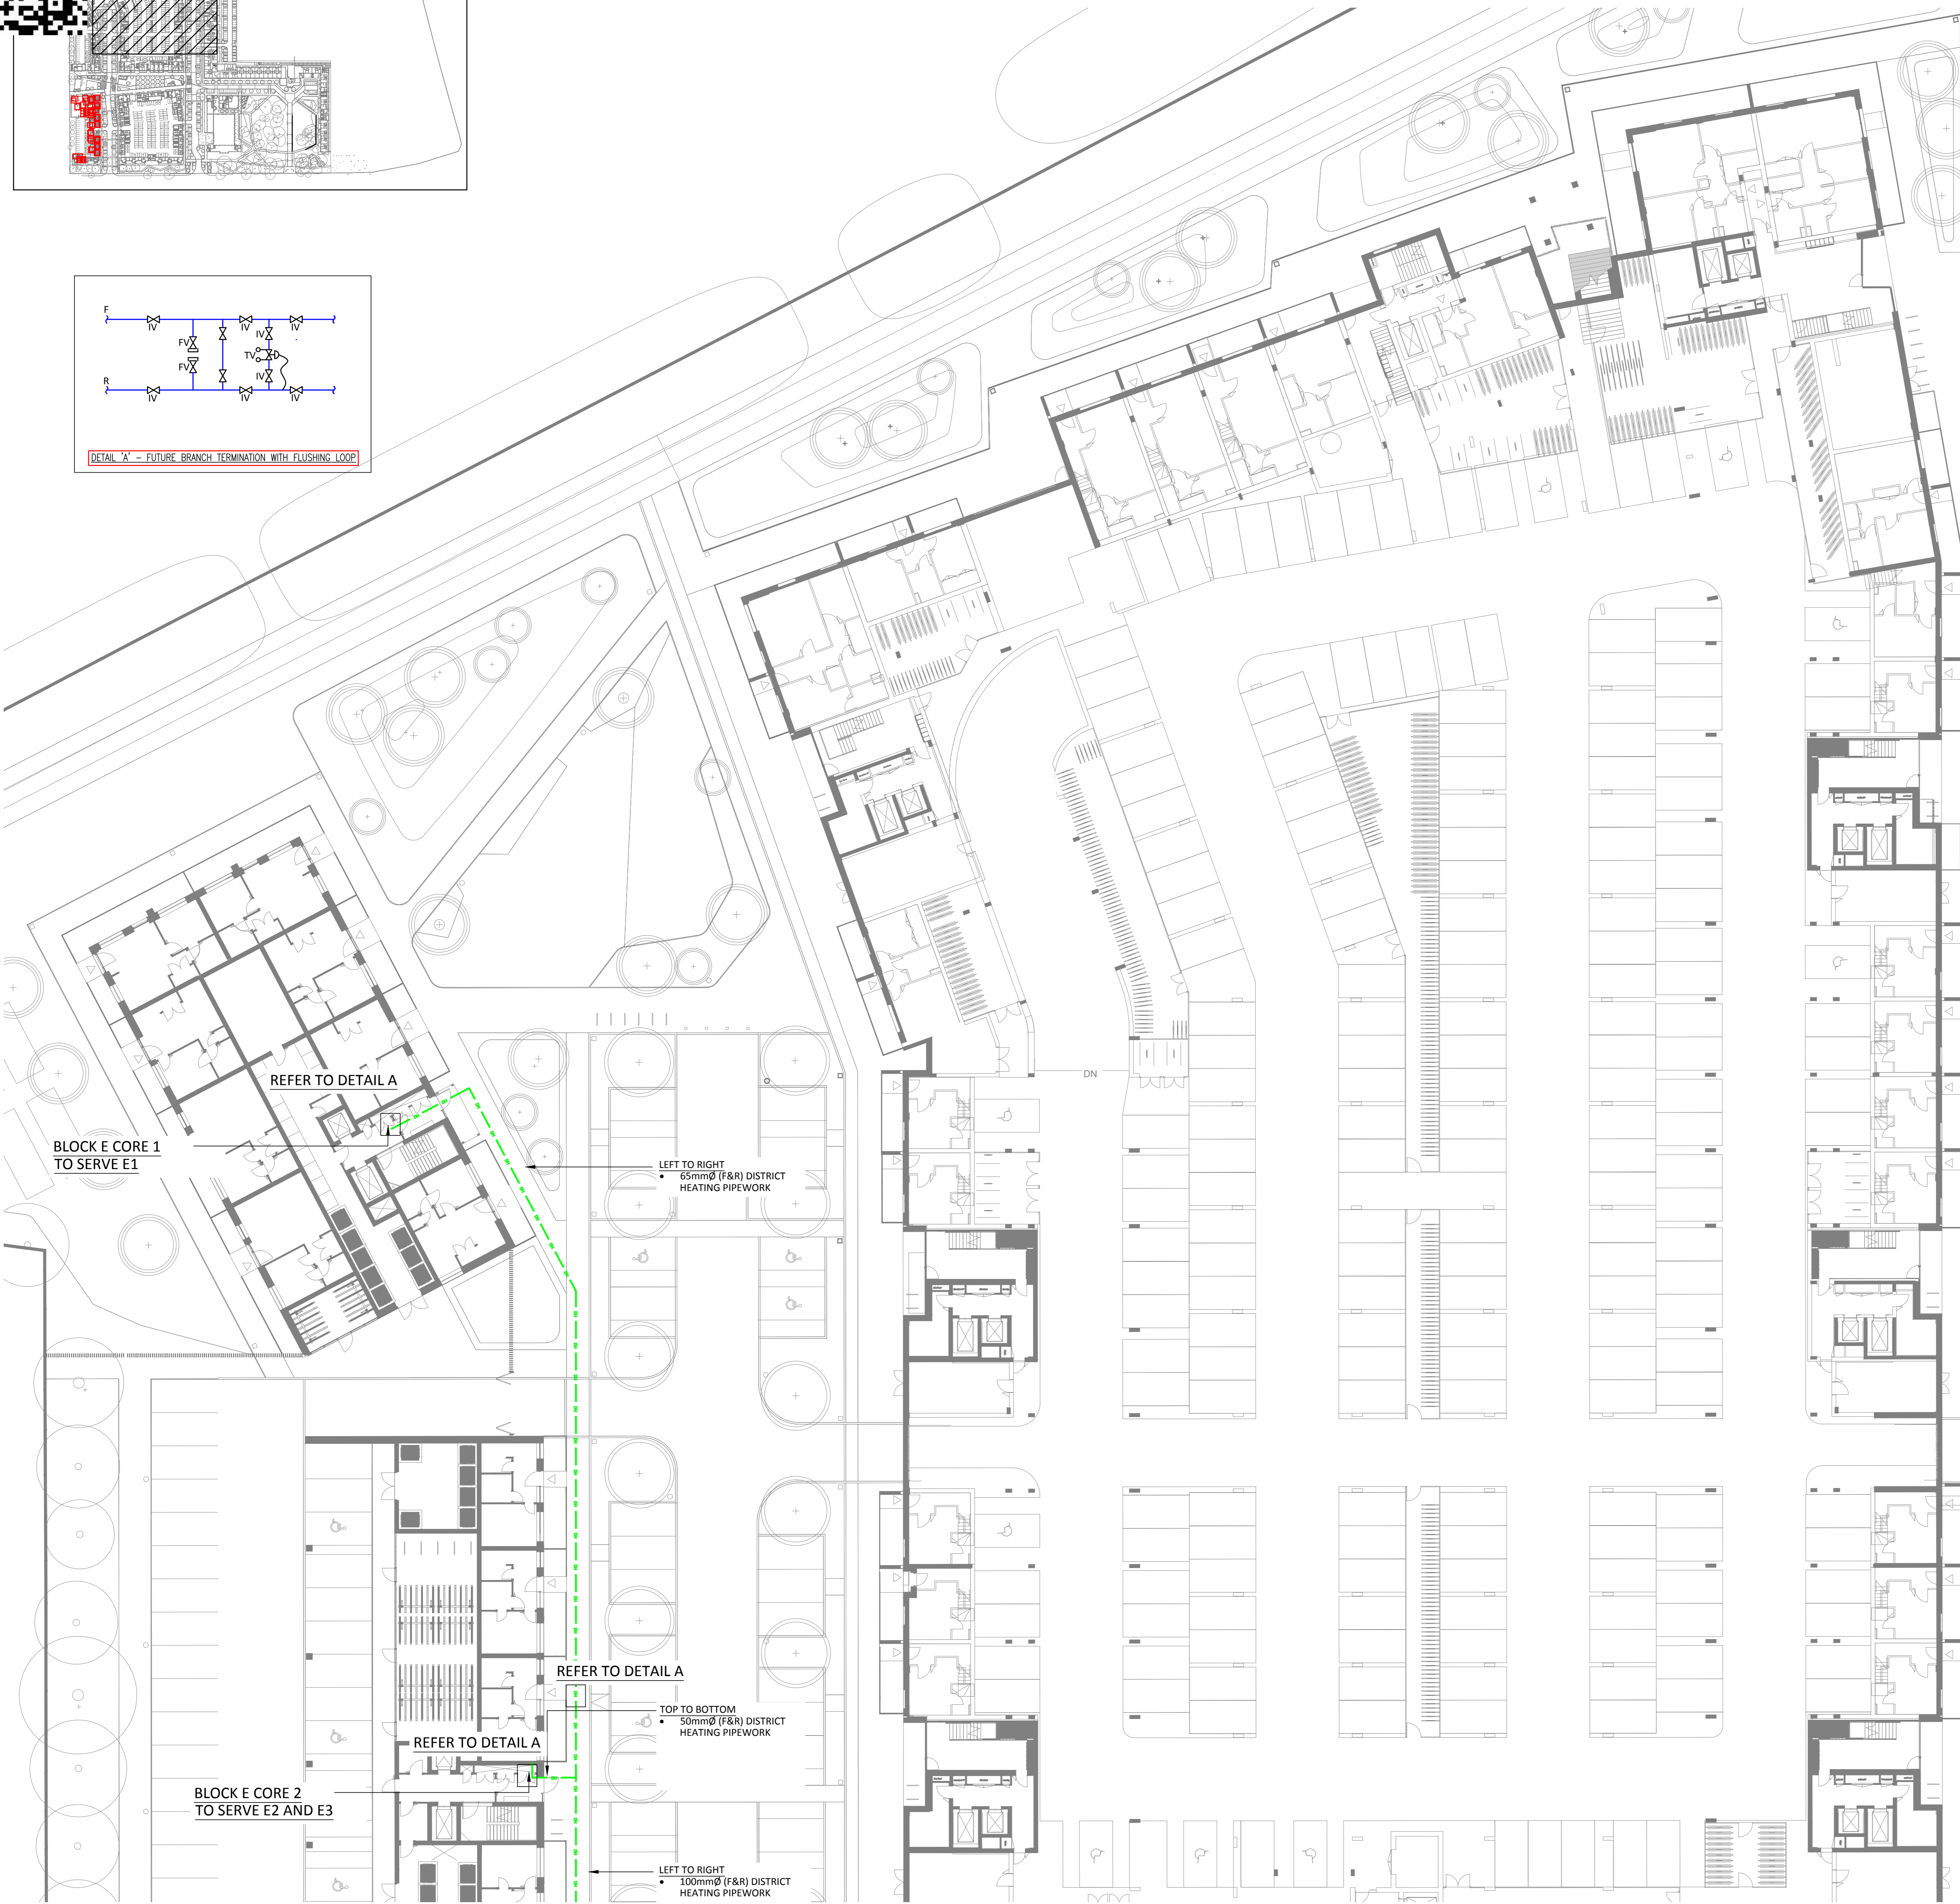 F
IV
IV
IV
FV
IV
TV
FV
IV
R
IV
IV
IV
DETAIL 'A' – FUTURE BRANCH TERMINATION WITH FLUSHING LOOP
DN
REFER TO DETAIL A
BLOCK E CORE 1
TO SERVE E1
LEFT TO RIGHT
• 65mmØ (F&R) DISTRICT
HEATING PIPEWORK
REFER TO DETAIL A
TOP TO BOTTOM
• 50mmØ (F&R) DISTRICT
HEATING PIPEWORK
REFER TO DETAIL A
BLOCK E CORE 2
TO SERVE E2 AND E3
LEFT TO RIGHT
• 100mmØ (F&R) DISTRICT
HEATING PIPEWORK